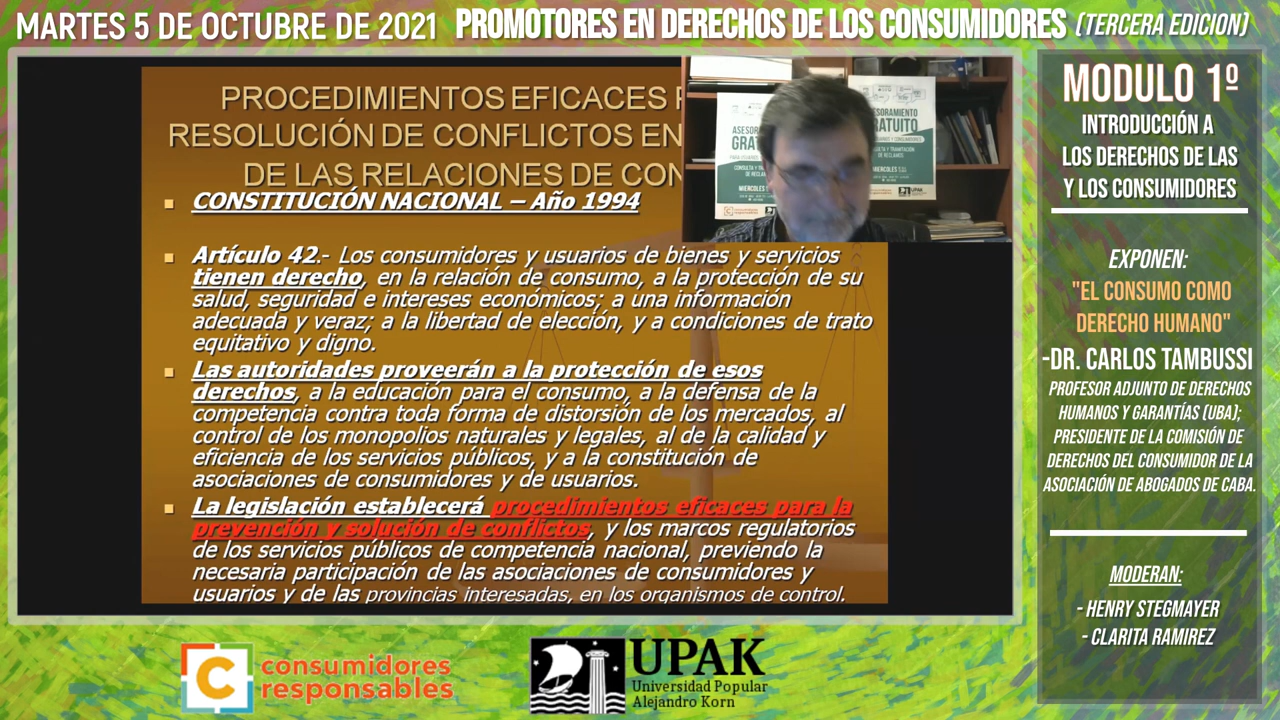 MARTES 5 DE OCTUBRE DE 2021 PROMOTORES EN DERECHOS DE LOS CONSUMIDORES (TERCERA EDICION)
PROCEDIMIENTOS EFICACES
RESOLUCIÓN DE CONFLICTOS EN
DE LAS RELACIONES DE CON
CONSTITUCIÓN NACIONAL – Año 1994
Artículo 42.- Los consumidores y usuarios de bienes y servicios
tienen derecho, en la relación de consumo, a la protección de su
salud, seguridad e intereses económicos; a una información
adecuada y veraz; a la libertad de elección, y a condiciones de trato
equitativo y digno.
Las autoridades proveerán a la protección de esos
derechos, a la educación para el consumo, a la defensa de la
competencia contra toda forma de distorsión de los mercados, al
control de los monopolios naturales y legales, al de la calidad y
eficiencia de los servicios públicos, y a la constitución de
asociaciones de consumidores y de usuarios.
La legislación establecerá procedimientos eficaces para la
prevención y solución de conflictos, y los marcos regulatorios
de los servicios públicos de competencia nacional, previendo la
necesaria participación de las asociaciones de consumidores y
usuarios y de las provincias interesadas, en los organismos de control.
ASES
GRAT
CONSULTA Y
DE RECLA
MIERCOLES
ASESORAMIENTO
GRATUITO
CONSULTA Y TRAMITACIÓN
DE RECLAMOS
MIERCOLES
MODULO 1º
INTRODUCCIÓN A
LOS DERECHOS DE LAS
Y LOS CONSUMIDORES
EXPONEN:
"EL CONSUMO COMO
DERECHO HUMANO"
-DR. CARLOS TAMBUSSI
PROFESOR ADJUNTO DE DERECHOS
HUMANOS Y GARANTÍAS (UBA);
PRESIDENTE DE LA COMISIÓN DE
DERECHOS DEL CONSUMIDOR DE LA
ASOCIACIÓN DE ABOGADOS DE CABA.
MODERAN:
- HENRY STEGMAYER
- CLARITA RAMIREZ
C consumidores
responsables
UPAK
Universidad Popular
Alejandro Korn